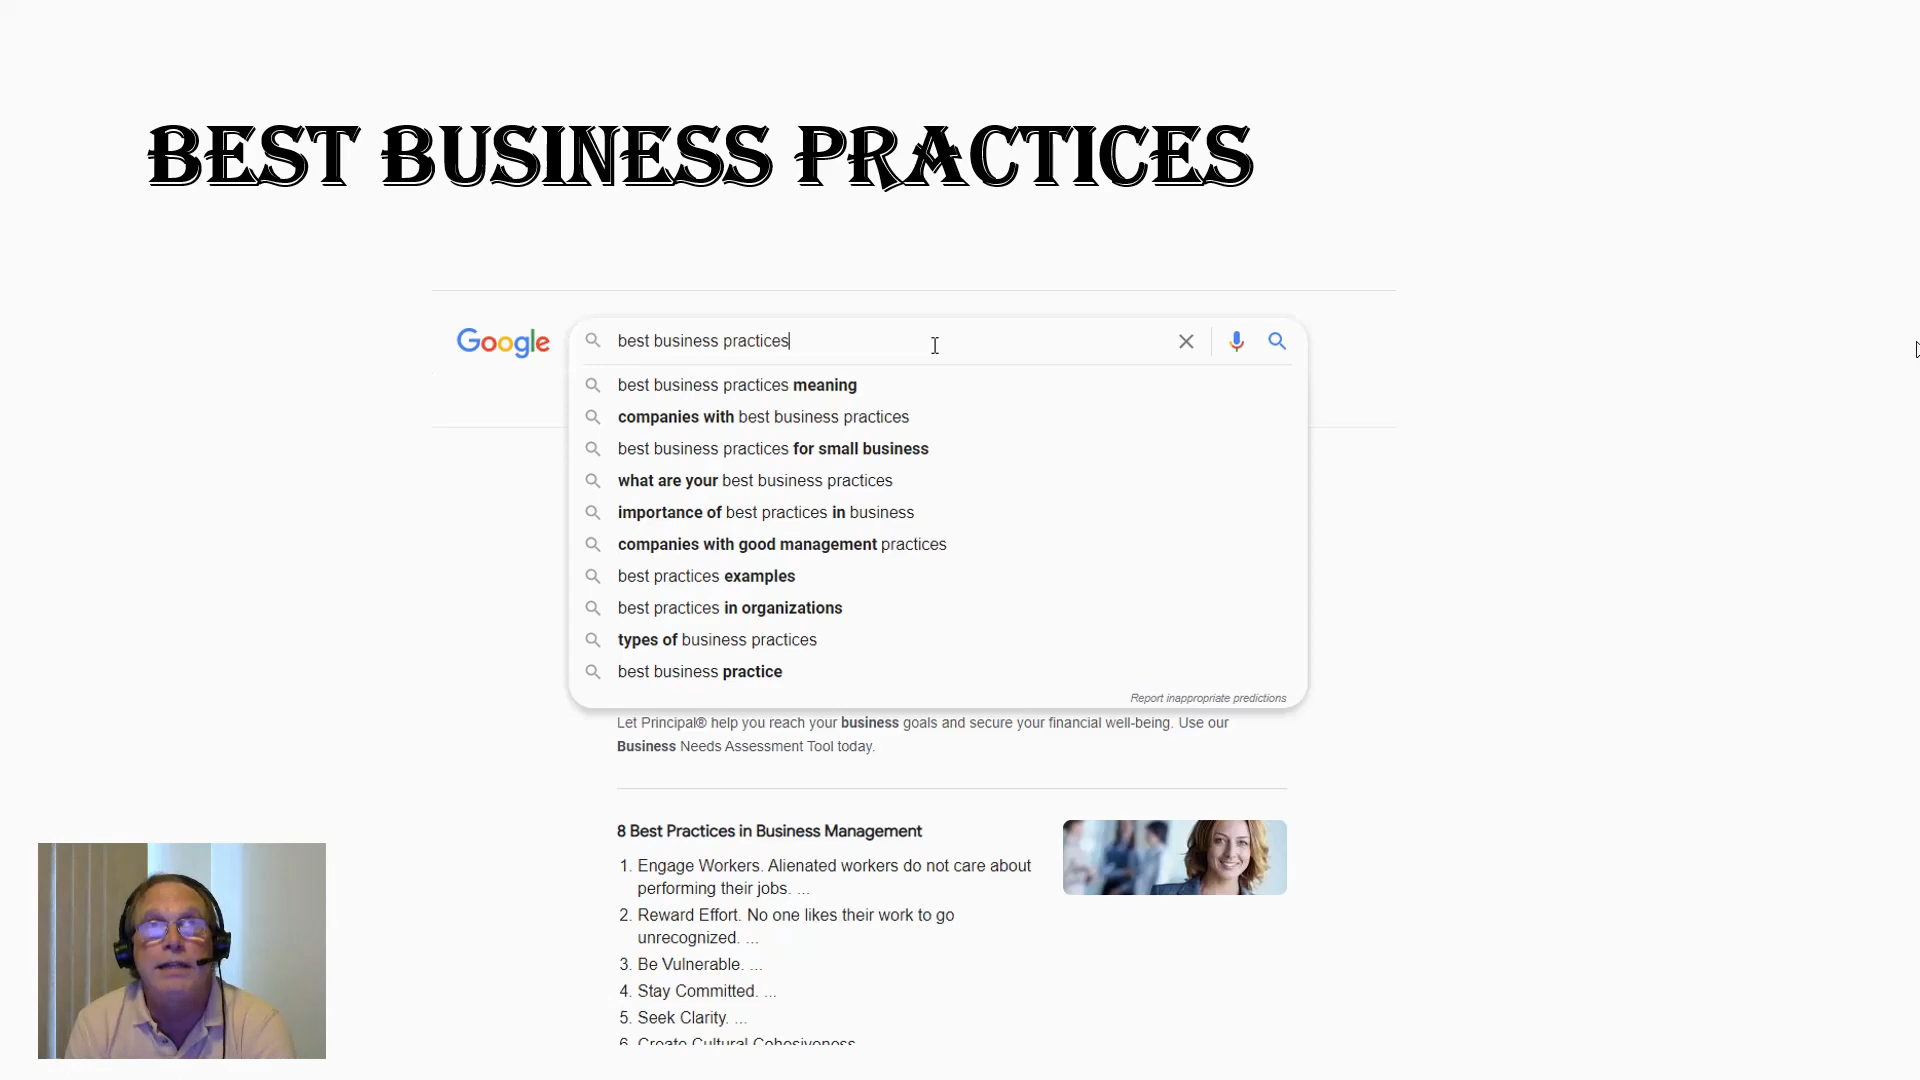 BEST BUSINESS PRACTICES
Google
best business practices
best business practices meaning
companies with best business practices
best business practices for small business
what are your best business practices
importance of best practices in business
companies with good management practices
best practices examples
best practices in organizations
types of business practices
best business practice
Report inappropriate predictions
Let Principal® help you reach your business goals and secure your financial well-being. Use our
Business Needs Assessment Tool today.
8 Best Practices in Business Management
1. Engage Workers. Alienated workers do not care about
performing their jobs. ...
2. Reward Effort. No one likes their work to go
unrecognized. ...
3. Be Vulnerable. ...
4. Stay Committed. ...
5. Seek Clarity. ...
6. Create Cultural Cohesiveness